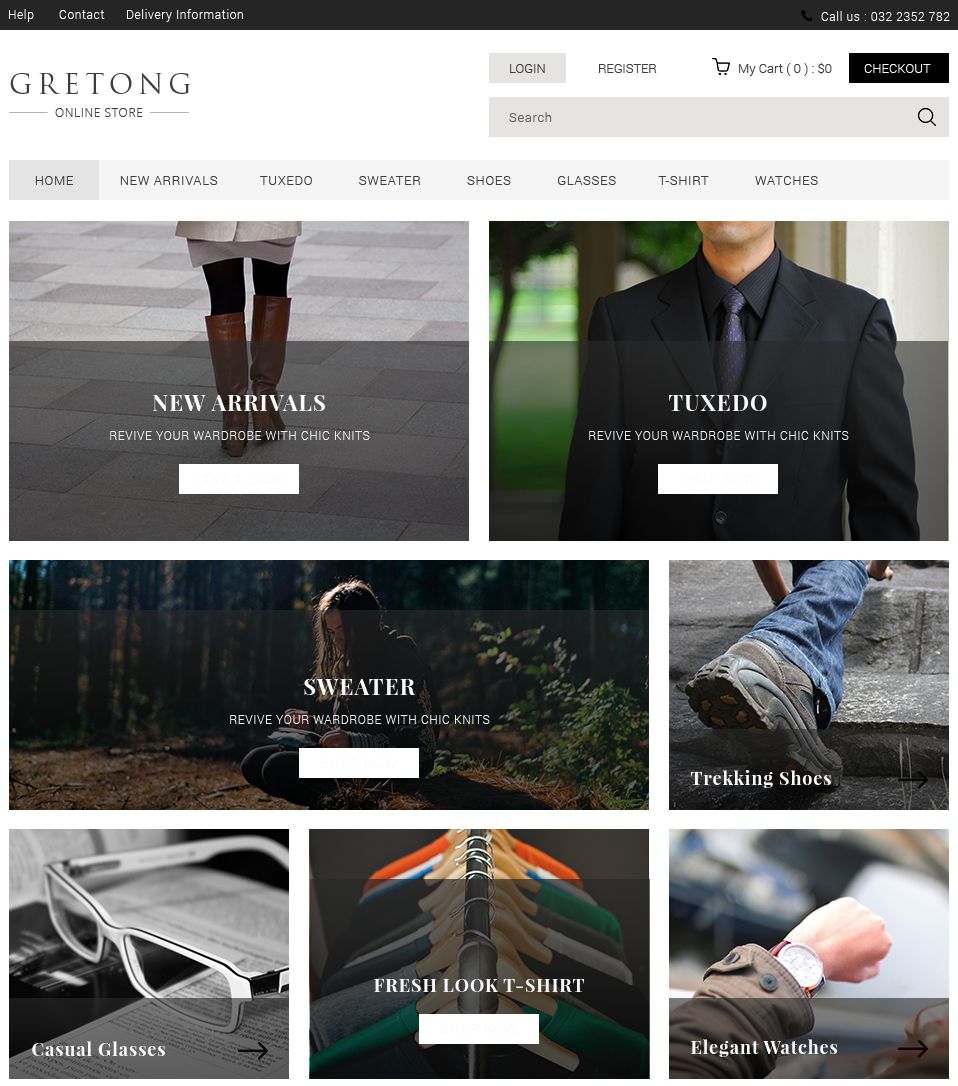 Help Contact Delivery Information Call us : 032 2352 782
LOGIN REGISTER My Cart ( 0 ) : $0 CHECKOUT
GRETONG
ONLINE STORE
Search
HOME NEW ARRIVALS TUXEDO SWEATER SHOES GLASSES T-SHIRT WATCHES
NEW ARRIVALS
REVIVE YOUR WARDROBE WITH CHIC KNITS
TAKE A LOOK
TUXEDO
REVIVE YOUR WARDROBE WITH CHIC KNITS
SHOP NOW
SWEATER
REVIVE YOUR WARDROBE WITH CHIC KNITS
SHOP NOW
Trekking Shoes
Casual Glasses
FRESH LOOK T-SHIRT
SHOP NOW
Elegant Watches